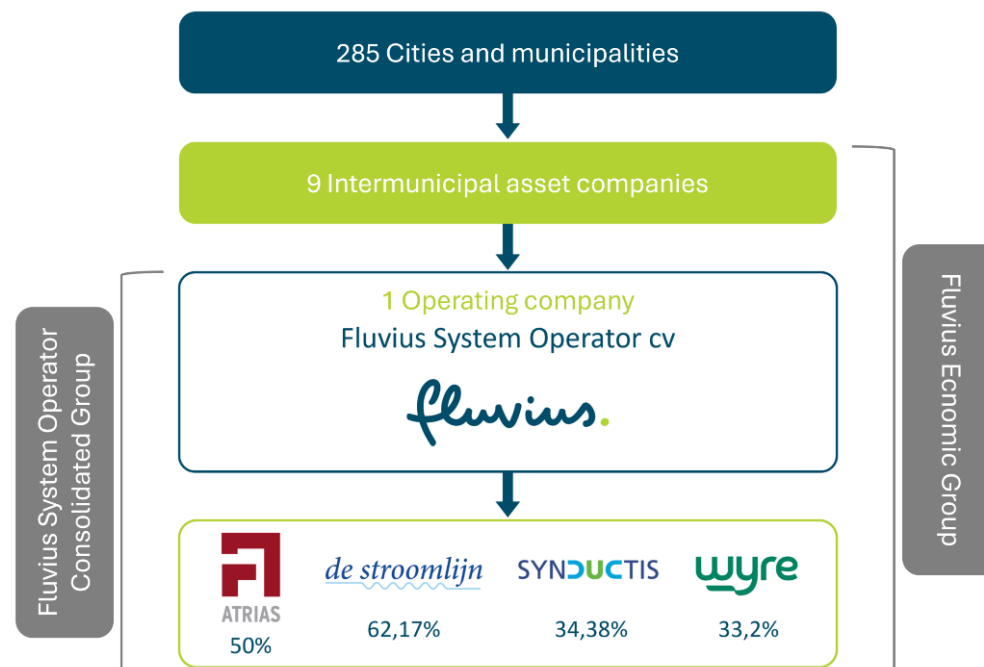 285 Cities and municipalities
9 Intermunicipal asset companies
1 Operating company
Fluvius System Operator cv
fluvius.
Fluvius System Operator
Consolidated Group
Fluvius Ecnomic Group
ATRIAS
50%
de stroomlijn
62,17%
SYNDUCTIS
34,38%
wyre
33,2%